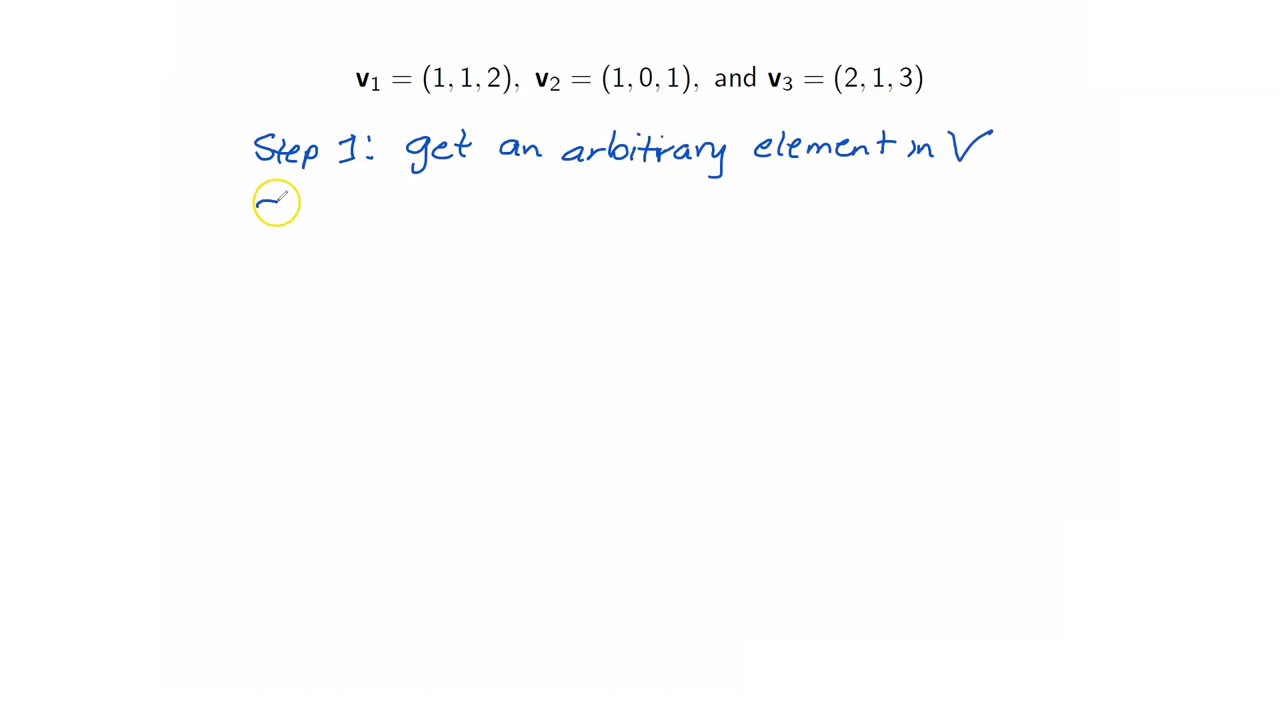 v₁ = (1, 1, 2), v₂ = (1, 0, 1), and v₃ = (2, 1, 3)
Step 1: get an arbitrary element in V